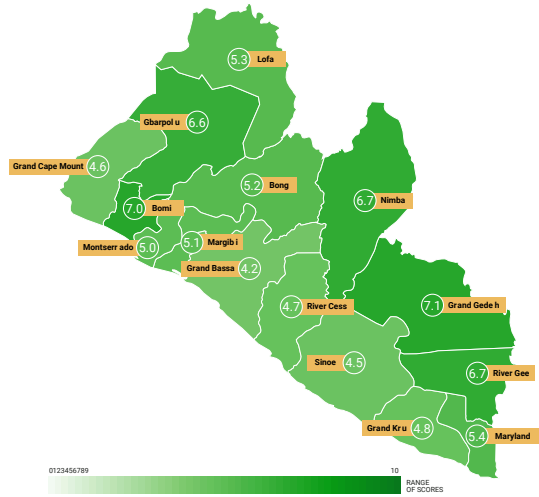 5.3 Lofa
Gbarpol u 6.6
Grand Cape Mount 4.6
5.2 Bong
6.7 Nimba
7.0 Bomi
Montserr ado 5.0
5.1 Margib i
Grand Bassa 4.2
4.7 River Cess
7.1 Grand Gede h
Sinoe 4.5
6.7 River Gee
Grand Kr u 4.8
5.4 Maryland
0123456789 10
RANGE
OF SCORES